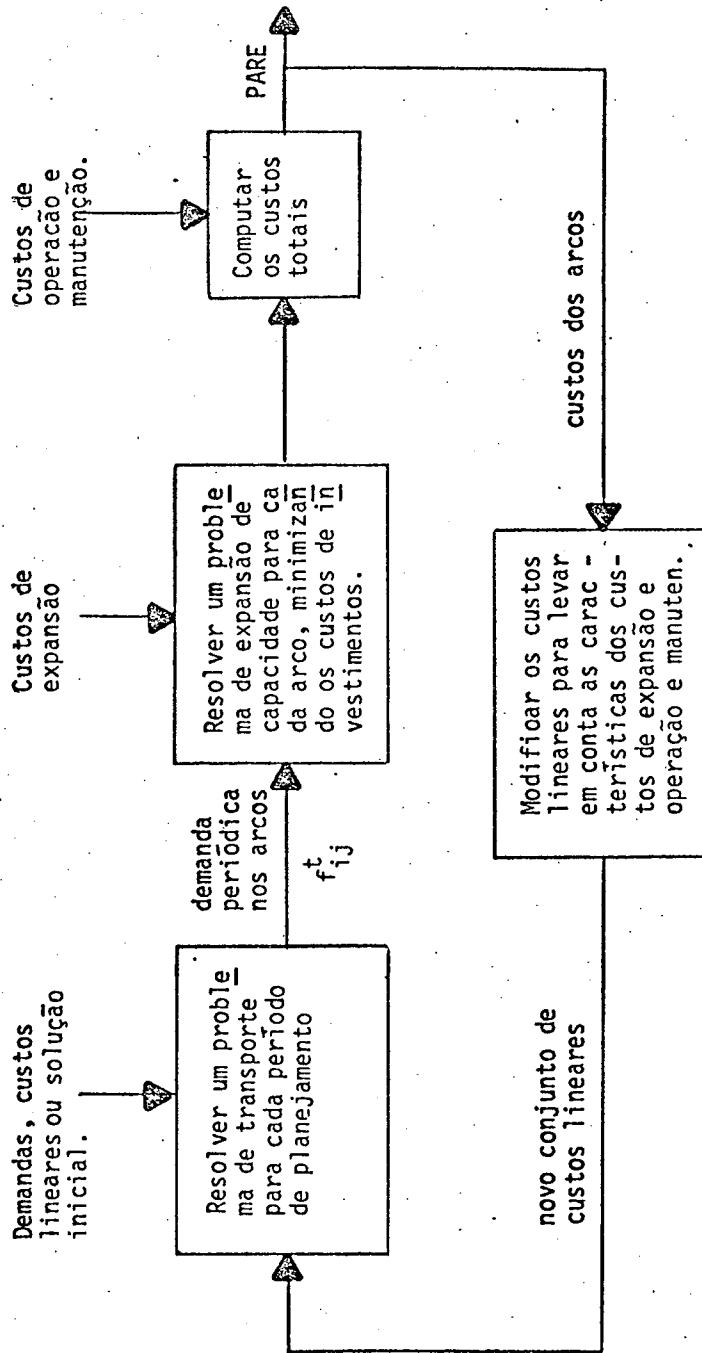 Demandas, custos
lineares ou solução
inicial.
Resolver um proble
ma de transporte
para cada período
de planejamento
demanda
periódica
nos arcos
f^t_ij
Custos de
expansão
Resolver um proble
ma de expansão de
capacidade para ca
da arco, minimizan
do os custos de in
vestimentos.
Custos de
operacão e
manutenção.
Computar
os custos
totais
PARE
custos dos arcos
Modifioar os custos
lineares para levar
em conta as carac -
terísticas dos cus-
tos de expansão e
operação e manuten.
novo conjunto de
custos lineares